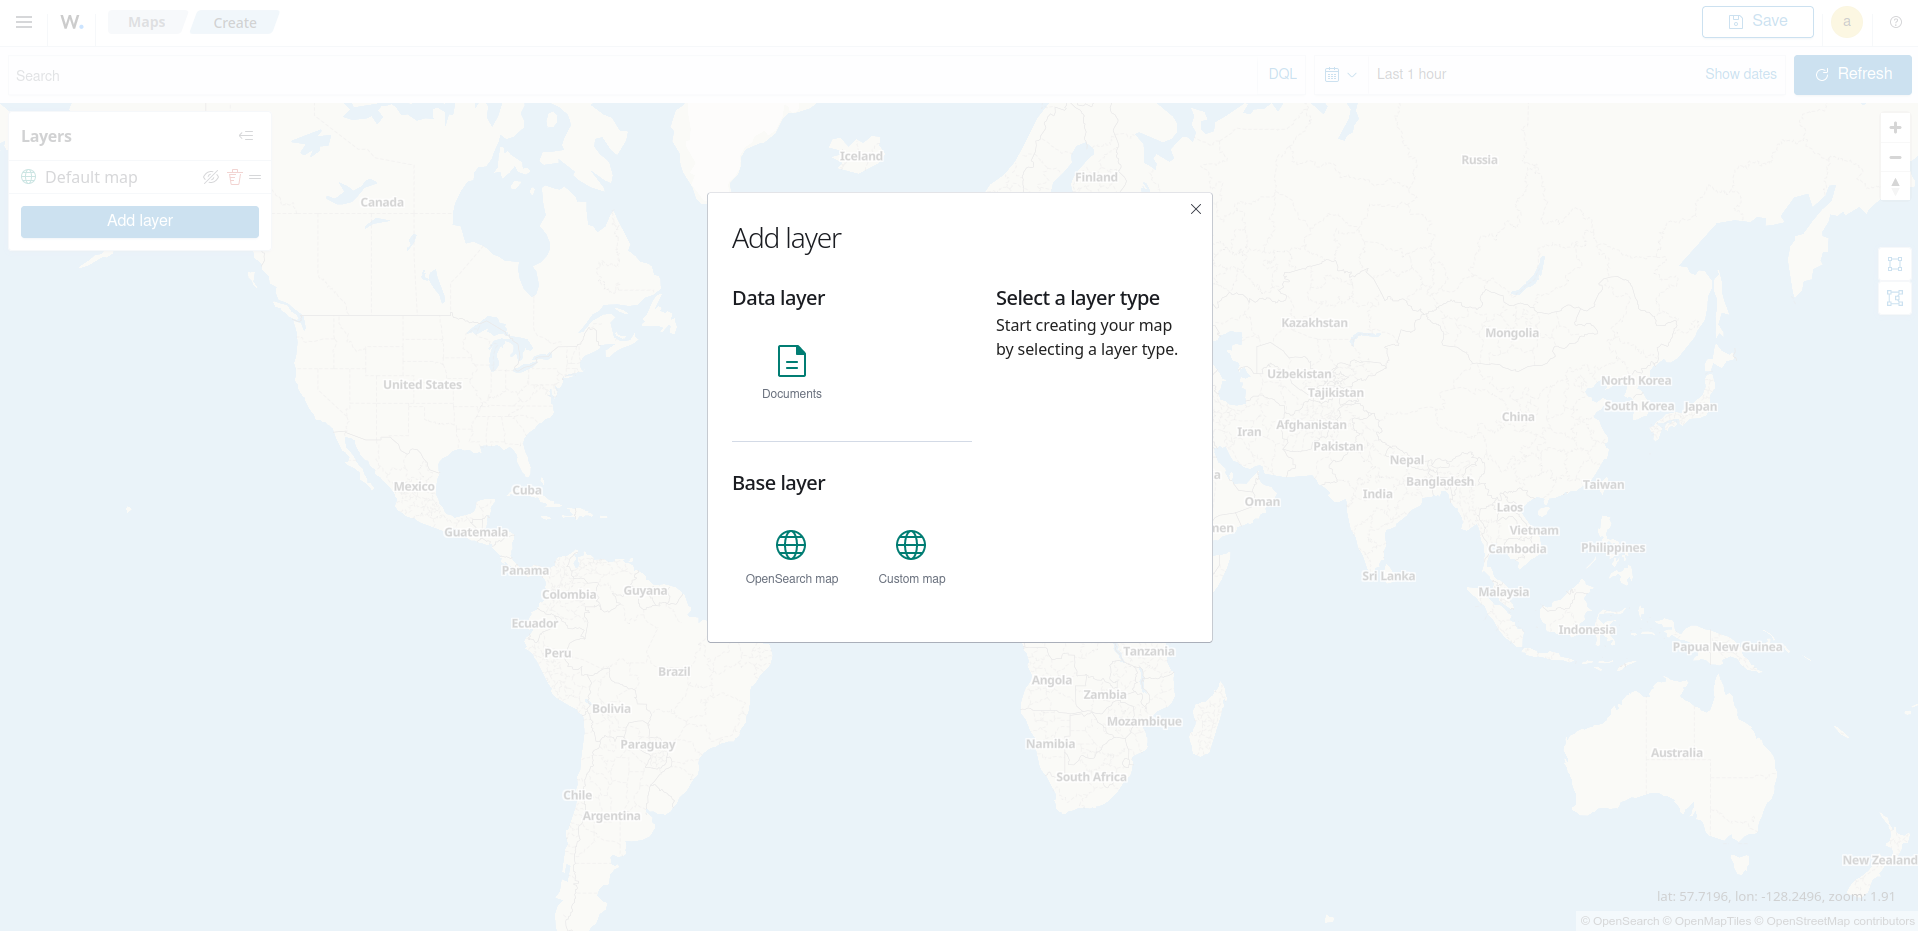 W.
Maps
Create
Save
a
Search
DQL
Last 1 hour
Show dates
Refresh
Layers
Default map
Add layer
Add layer
Data layer
Documents
Base layer
OpenSearch map
Custom map
Select a layer type
Start creating your map
by selecting a layer type.
Iceland
Finland
Russia
Canada
United States
Mexico
Cuba
Guatemala
Panama
Colombia
Guyana
Ecuador
Peru
Brazil
Bolivia
Paraguay
Chile
Argentina
Kazakhstan
Mongolia
Uzbekistan
Tajikistan
North Korea
South Korea
Japan
China
Iran
Afghanistan
Pakistan
Nepal
Bangladesh
India
Oman
Taiwan
Laos
Vietnam
Cambodia
Philippines
Sri Lanka
Malaysia
Indonesia
Papua New Guinea
Tanzania
Angola
Zambia
Mozambique
Namibia
South Africa
Australia
New Zealand
lat: 57.7196, lon: -128.2496, zoom: 1.91
© OpenSearch © OpenMapTiles © OpenStreetMap contributors